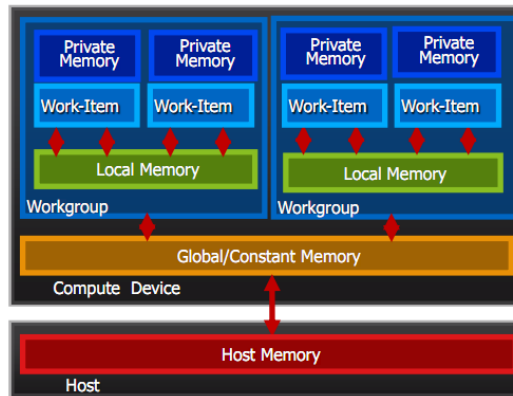 Private
Memory
Private
Memory
Private
Memory
Private
Memory
Work-Item
Work-Item
Work-Item
Work-Item
Local Memory
Local Memory
Workgroup
Workgroup
Global/Constant Memory
Compute Device
Host Memory
Host